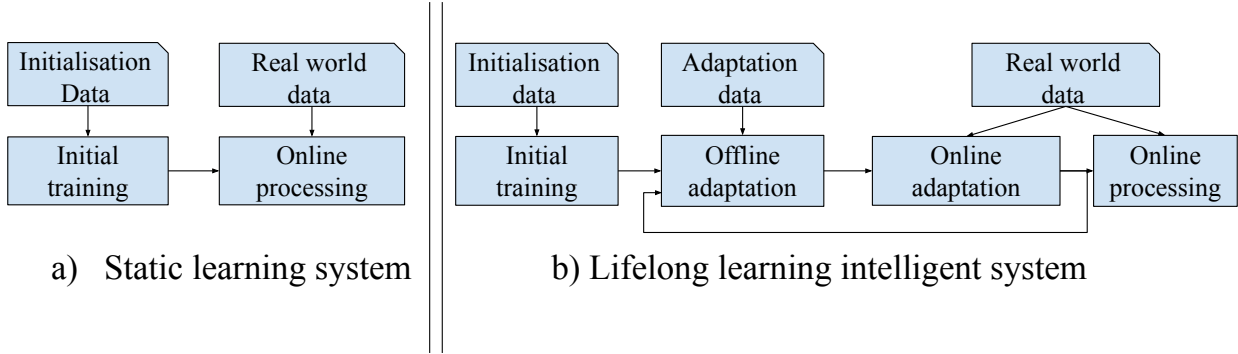 Initialisation
Data
Real world
data
Initial
training
Online
processing
a) Static learning system
Initialisation
data
Adaptation
data
Real world
data
Initial
training
Offline
adaptation
Online
adaptation
Online
processing
b) Lifelong learning intelligent system